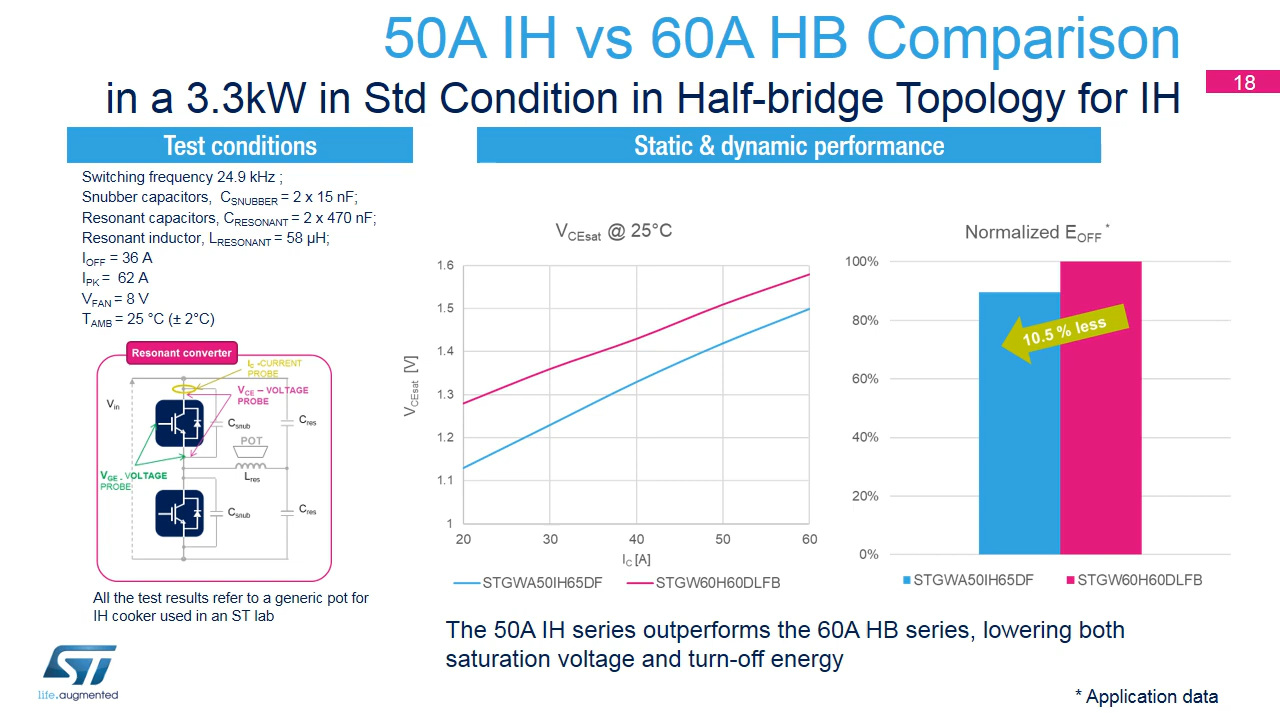 50A IH vs 60A HB Comparison
in a 3.3kW in Std Condition in Half-bridge Topology for IH
18
Test conditions
Switching frequency 24.9 kHz ;
Snubber capacitors, CSNUBBER = 2 x 15 nF;
Resonant capacitors, CRESONANT = 2 x 470 nF;
Resonant inductor, LRESONANT = 58 µH;
IOFF = 36 A
IPK = 62 A
VFAN = 8 V
TAMB = 25 °C (± 2°C)
Resonant converter
IC -CURRENT
PROBE
VCE – VOLTAGE
PROBE
Vin
Csnub
Cres
POT
VGE - VOLTAGE
PROBE
Lres
Csnub
Cres
All the test results refer to a generic pot for
IH cooker used in an ST lab
Static & dynamic performance
VCEsat @ 25°C
VCEsat [V]
1.6
1.5
1.4
1.3
1.2
1.1
1
20 30 40 50 60
IC [A]
STGWA50IH65DF STGW60H60DLFB
Normalized EOFF *
100%
80%
60%
40%
20%
0%
10.5 % less
STGWA50IH65DF STGW60H60DLFB
The 50A IH series outperforms the 60A HB series, lowering both
saturation voltage and turn-off energy
ST
life.augmented
* Application data